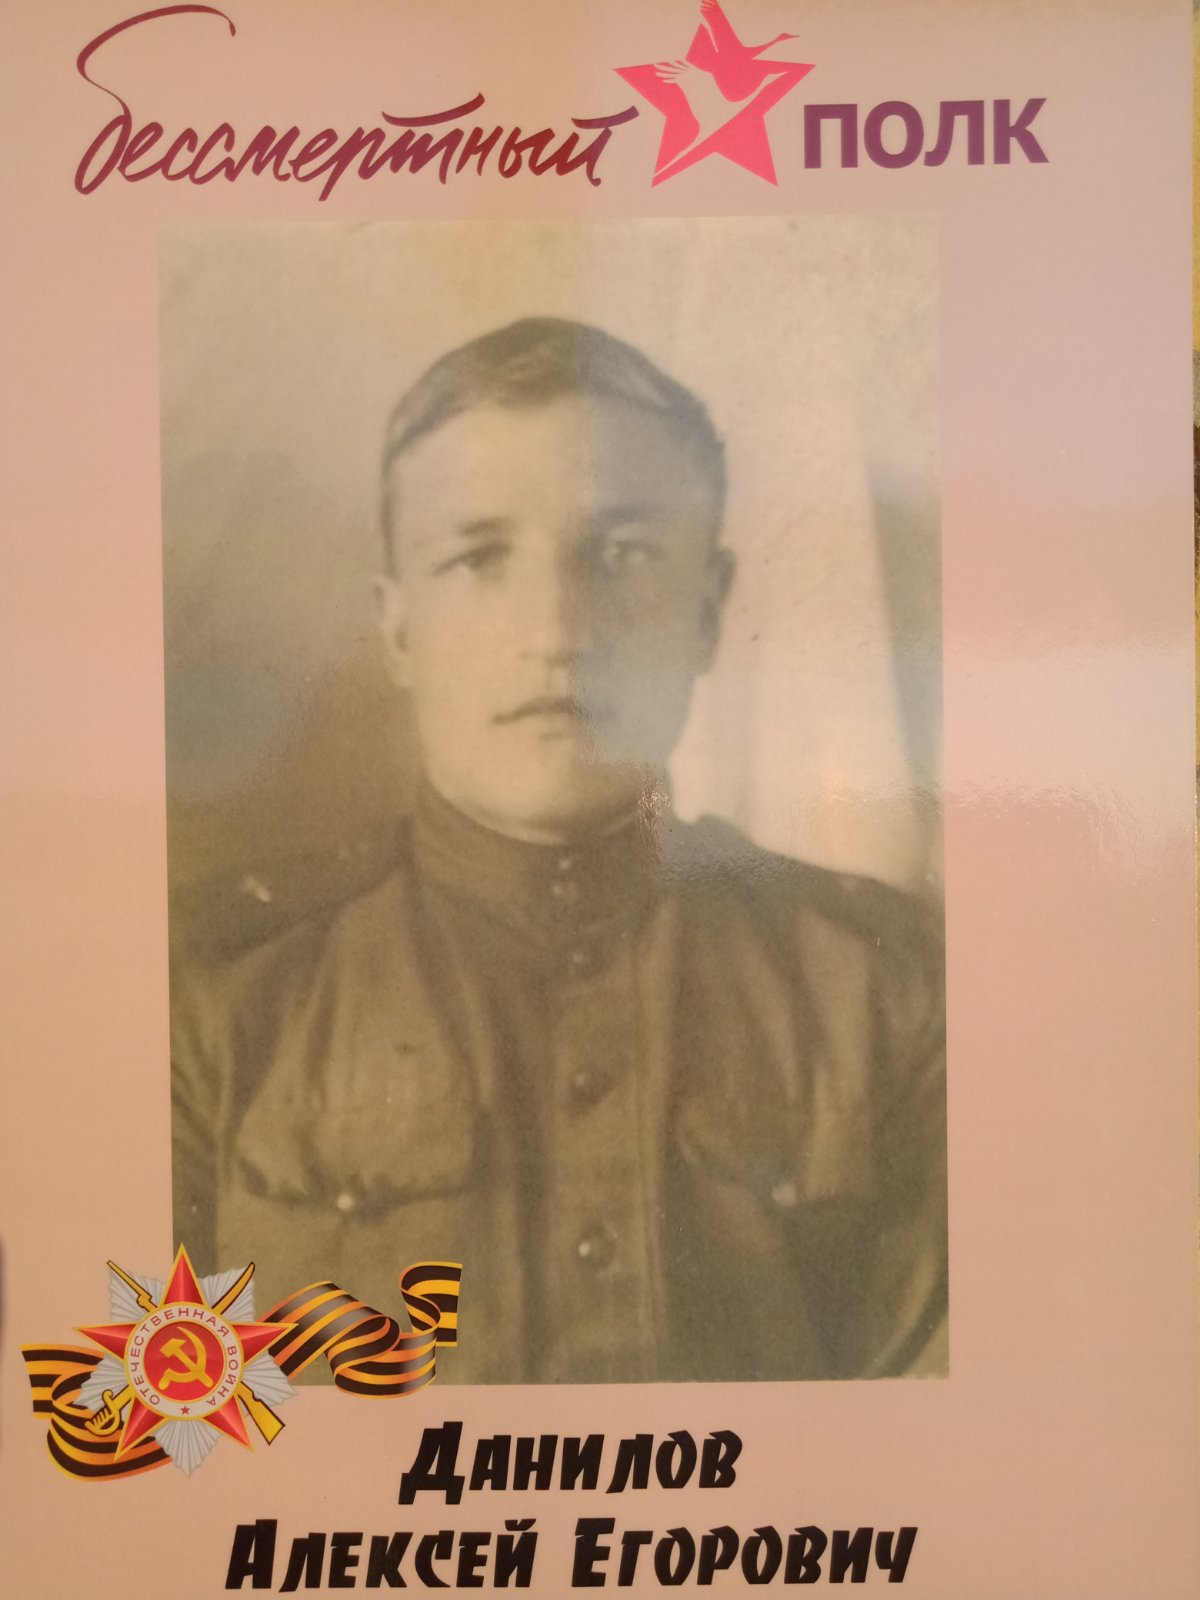 бессмертный ПОЛК
ОТЕЧЕСТВЕННАЯ ВОЙНА
Данилов
Алексей Егорович